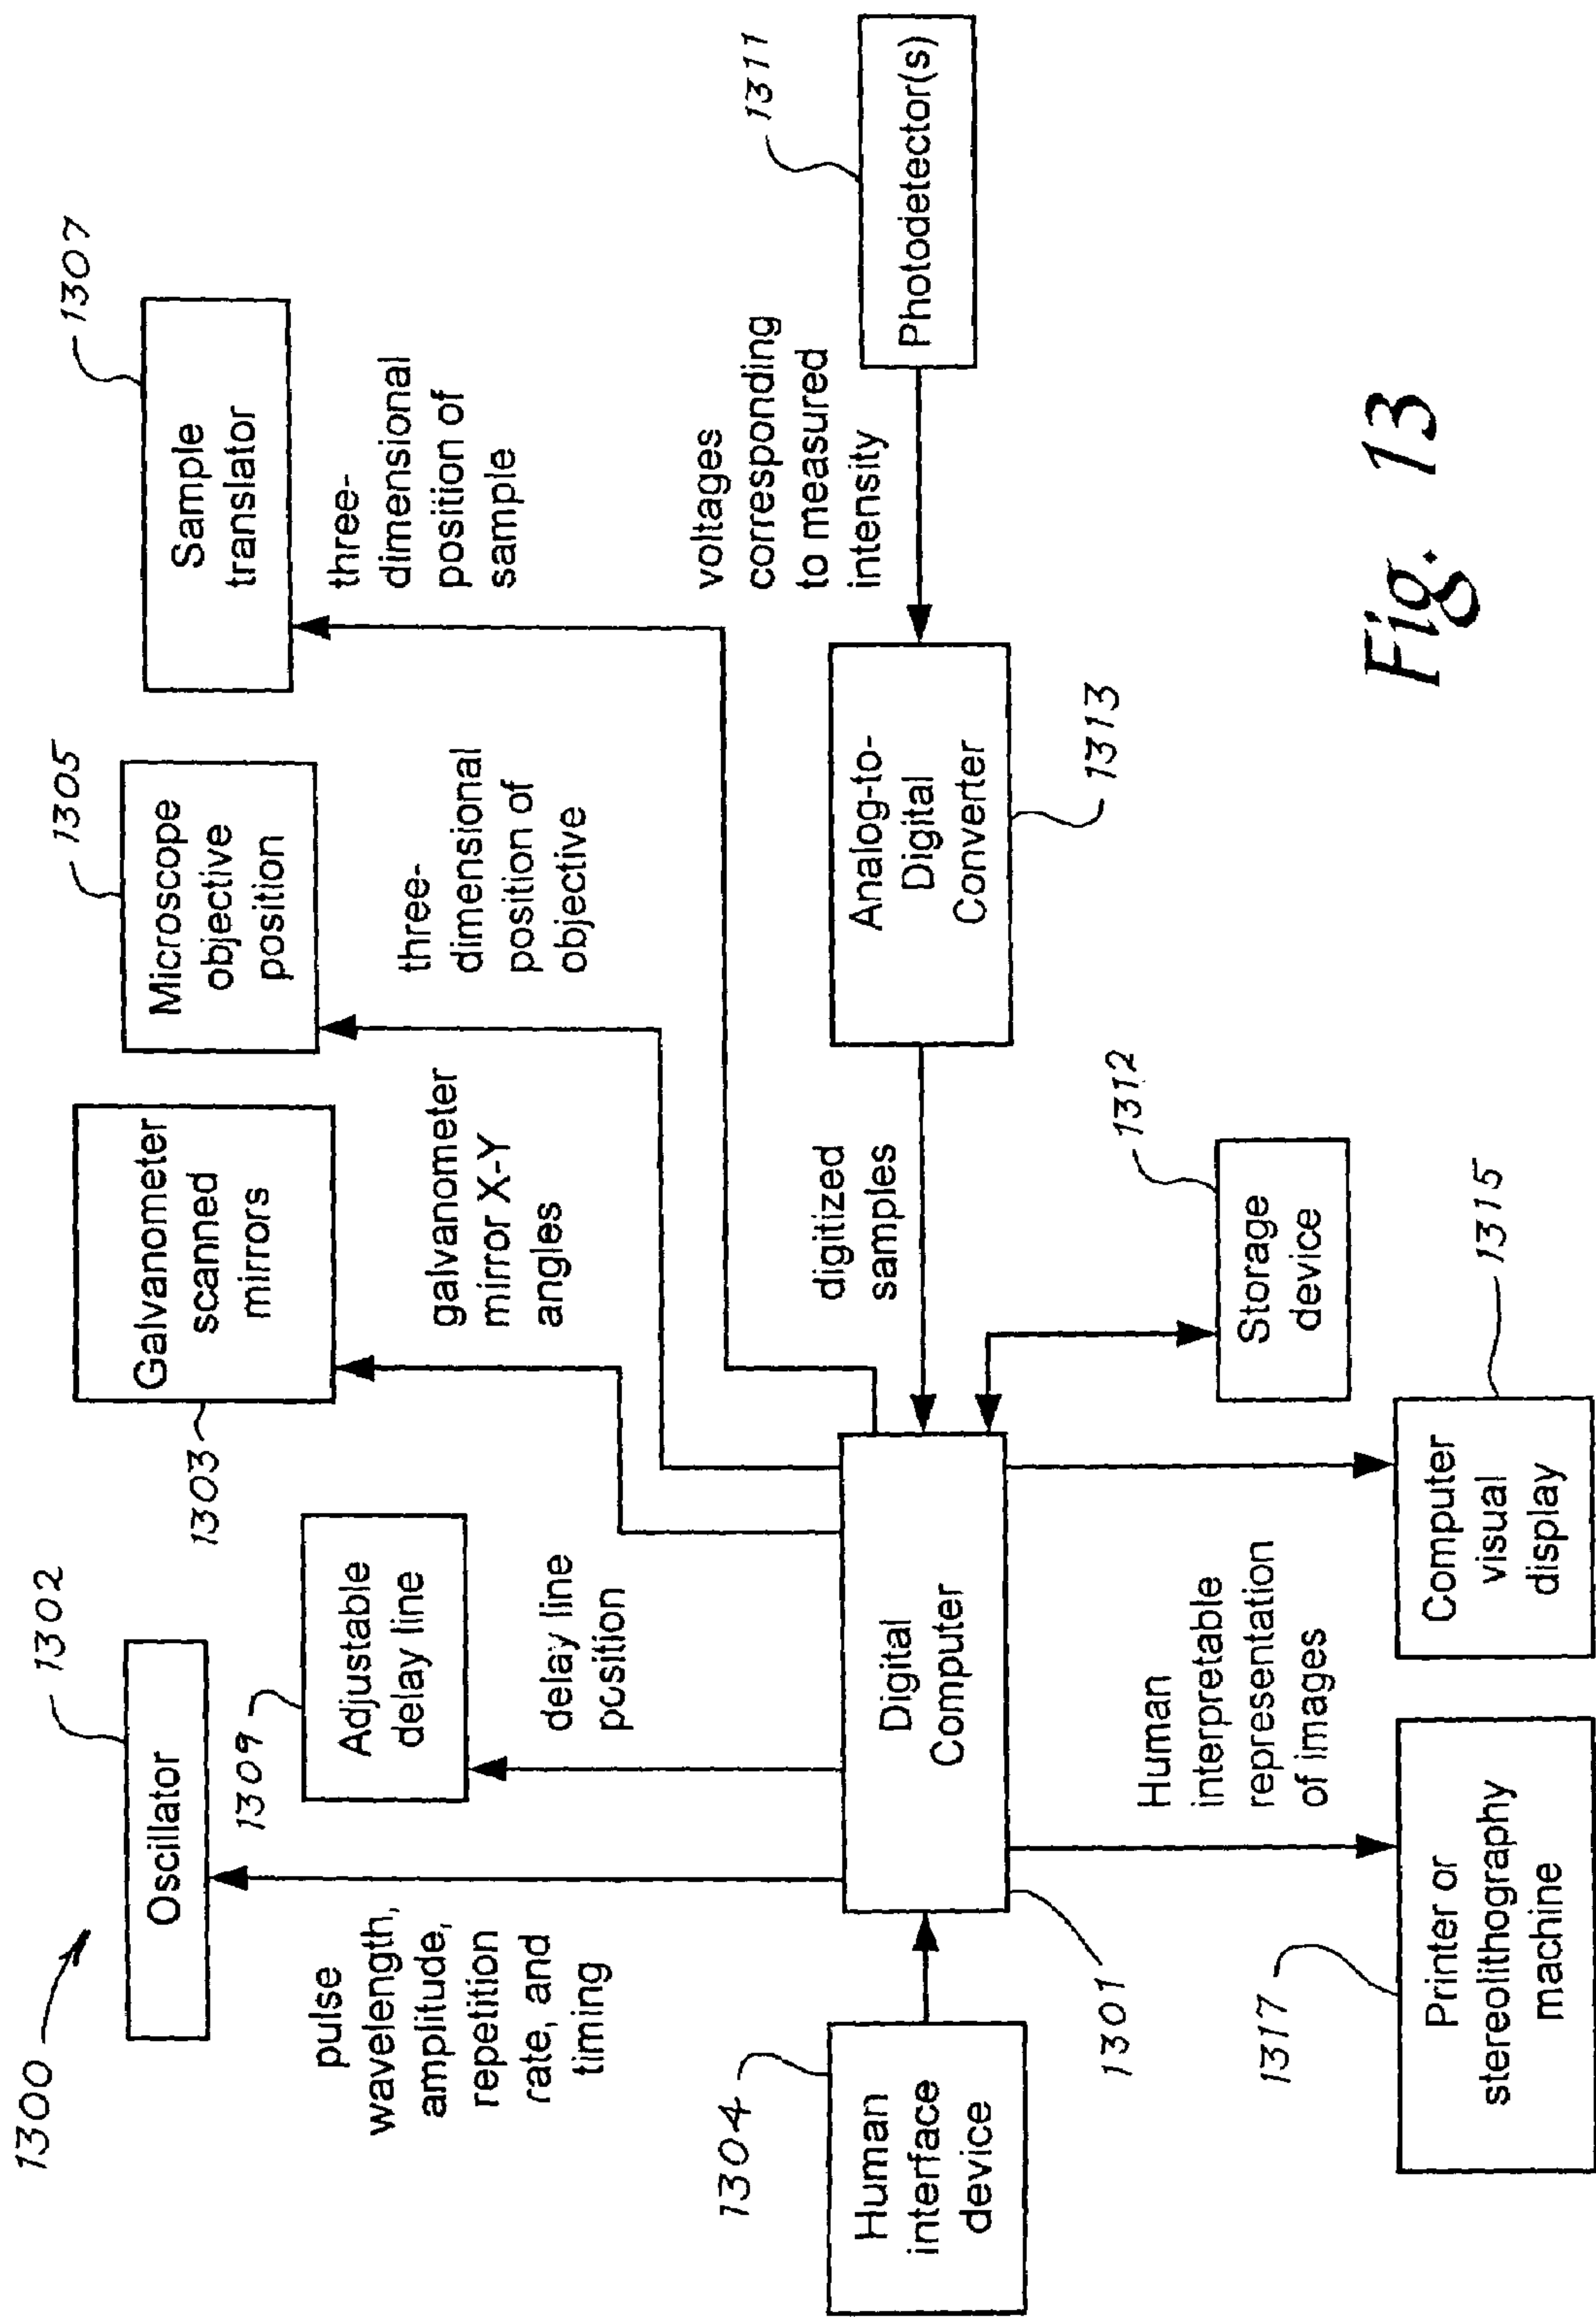 1300
1302
Oscillator
pulse
wavelength,
amplitude,
repetition
rate, and
timing
1309
Adjustable
delay line
delay line
position
1303
Galvanometer
scanned
mirrors
galvanometer
mirror X-Y
angles
1305
Microscope
objective
position
three-
dimensional
position of
objective
1307
Sample
translator
three-
dimensional
position of
sample
1304
Human
interface
device
Digital
Computer
1301
digitized
samples
Analog-to-
Digital
Converter
1313
voltages
corresponding
to measured
intensity
1311
Photodetector(s)
1312
Storage
device
Human
interpretable
representation
of images
1317
Printer or
stereolithography
machine
1315
Computer
visual
display
Fig. 13